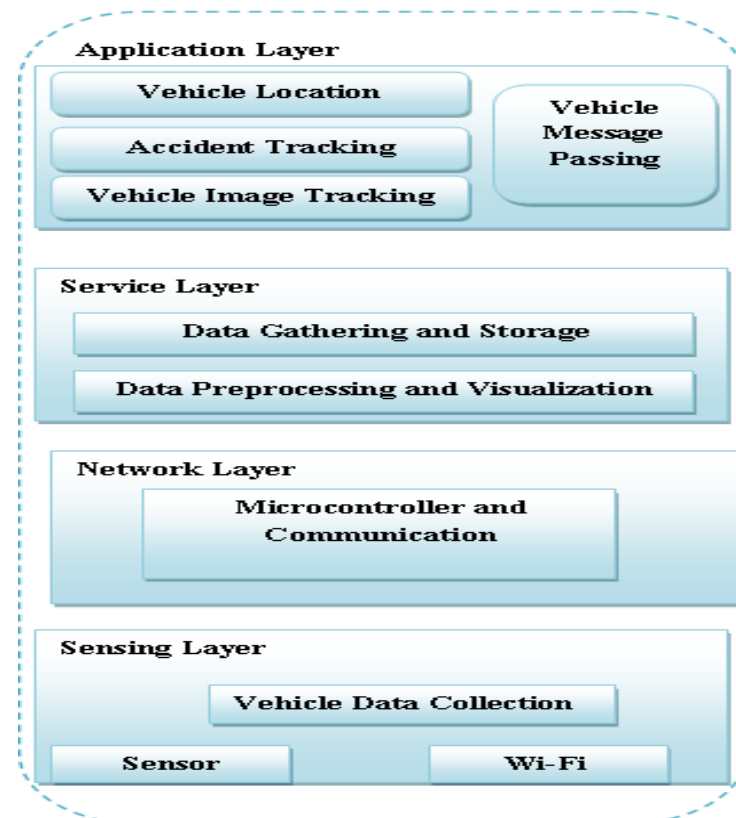 Application Layer
Vehicle Location
Accident Tracking
Vehicle Image Tracking
Vehicle
Message
Passing
Service Layer
Data Gathering and Storage
Data Preprocessing and Visualization
Network Layer
Microcontroller and
Communication
Sensing Layer
Vehicle Data Collection
Sensor
Wi-Fi